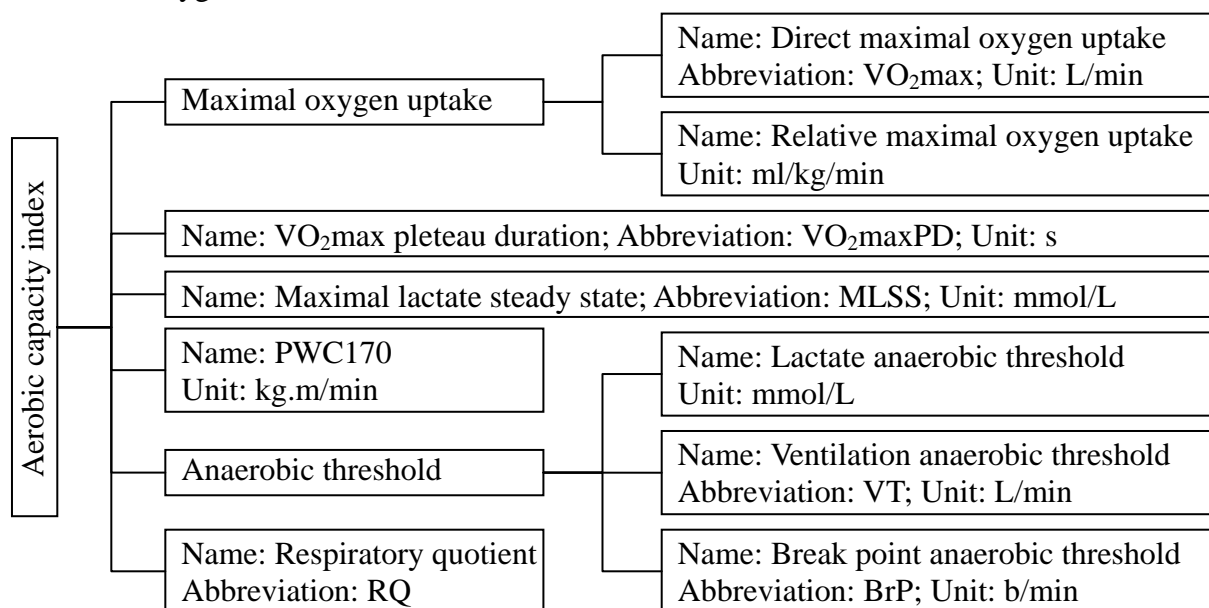 Aerobic capacity index
Maximal oxygen uptake
Name: Direct maximal oxygen uptake
Abbreviation: VO₂max; Unit: L/min
Name: Relative maximal oxygen uptake
Unit: ml/kg/min
Name: VO₂max pleteau duration; Abbreviation: VO₂maxPD; Unit: s
Name: Maximal lactate steady state; Abbreviation: MLSS; Unit: mmol/L
Name: PWC170
Unit: kg.m/min
Anaerobic threshold
Name: Lactate anaerobic threshold
Unit: mmol/L
Name: Ventilation anaerobic threshold
Abbreviation: VT; Unit: L/min
Name: Break point anaerobic threshold
Abbreviation: BrP; Unit: b/min
Name: Respiratory quotient
Abbreviation: RQ